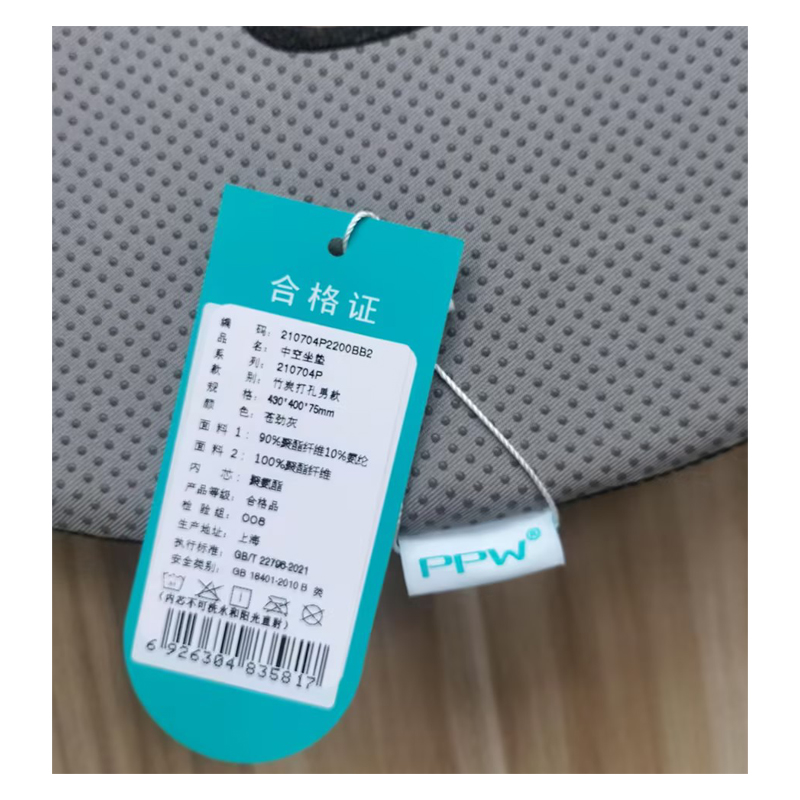 合格证
编 码：210704P2200BB2
品 名：中空坐垫
系 列：210704P
款 别：竹炭打孔男款
规 格：430*400*75mm
颜 色：苍劲灰
面 料 1：90%聚酯纤维10%氨纶
面 料 2：100%聚酯纤维
内 芯：聚氨酯
产品等级：合格品
检 验 组：008
生产地址：上海
执行标准：GB/T 22796-2021
安全类别：GB 18401-2010 B 类
(内芯不可洗水和阳光直射)
6 926304 835817
PPW®